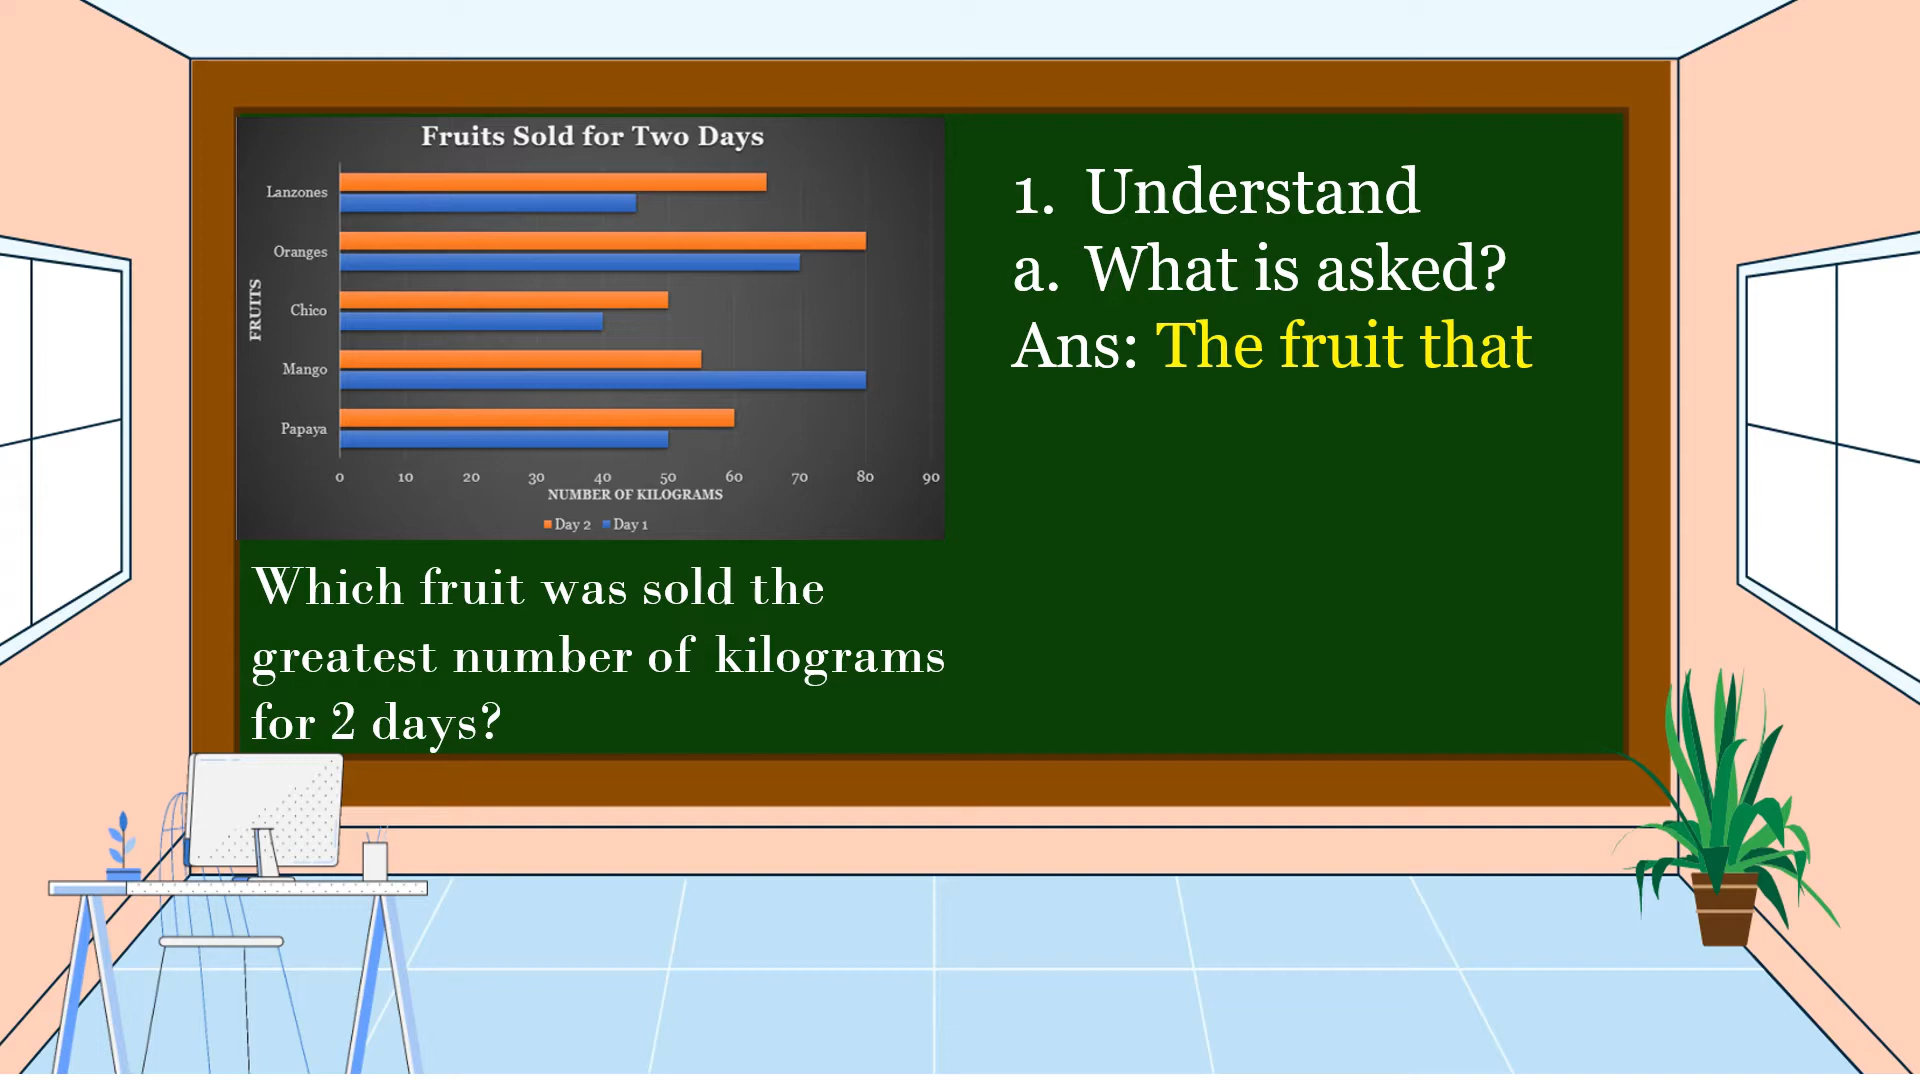 Fruits Sold for Two Days
FRUITS
Lanzones
Oranges
Chico
Mango
Papaya
0 10 20 30 40 50 60 70 80 90
NUMBER OF KILOGRAMS
Day 2 Day 1
Which fruit was sold the
greatest number of kilograms
for 2 days?
1. Understand
a. What is asked?
Ans: The fruit that